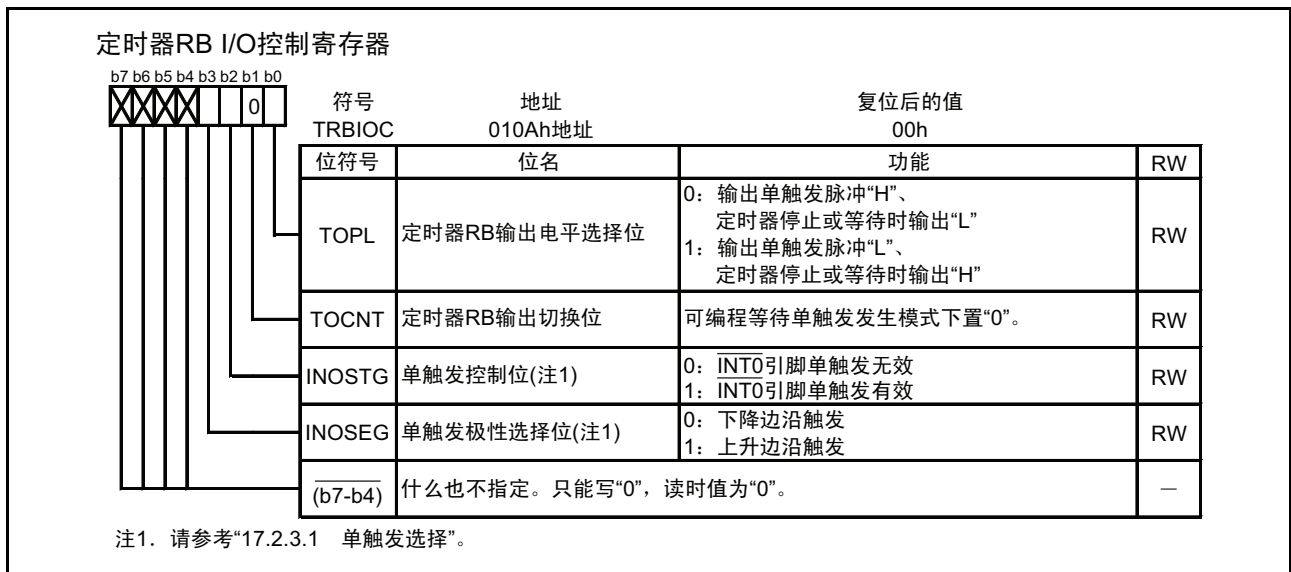 定时器RB I/O控制寄存器
b7 b6 b5 b4 b3 b2 b1 b0
0
符号 地址 复位后的值
TRBIOC 010Ah地址 00h
位符号 位名 功能 RW
TOPL 定时器RB输出电平选择位 RW
0：输出单触发脉冲“H”、
定时器停止或等待时输出“L”
1：输出单触发脉冲“L”、
定时器停止或等待时输出“H”
TOCNT 定时器RB输出切换位 可编程等待单触发发生模式下置“0”。 RW
INOSTG 单触发控制位(注1) RW
0：INT0引脚单触发无效
1：INT0引脚单触发有效
INOSEG 单触发极性选择位(注1) RW
0：下降边沿触发
1：上升边沿触发
(b7-b4) 什么也不指定。只能写“0”，读时值为“0”。 －
注1．请参考“17.2.3.1 单触发选择”。